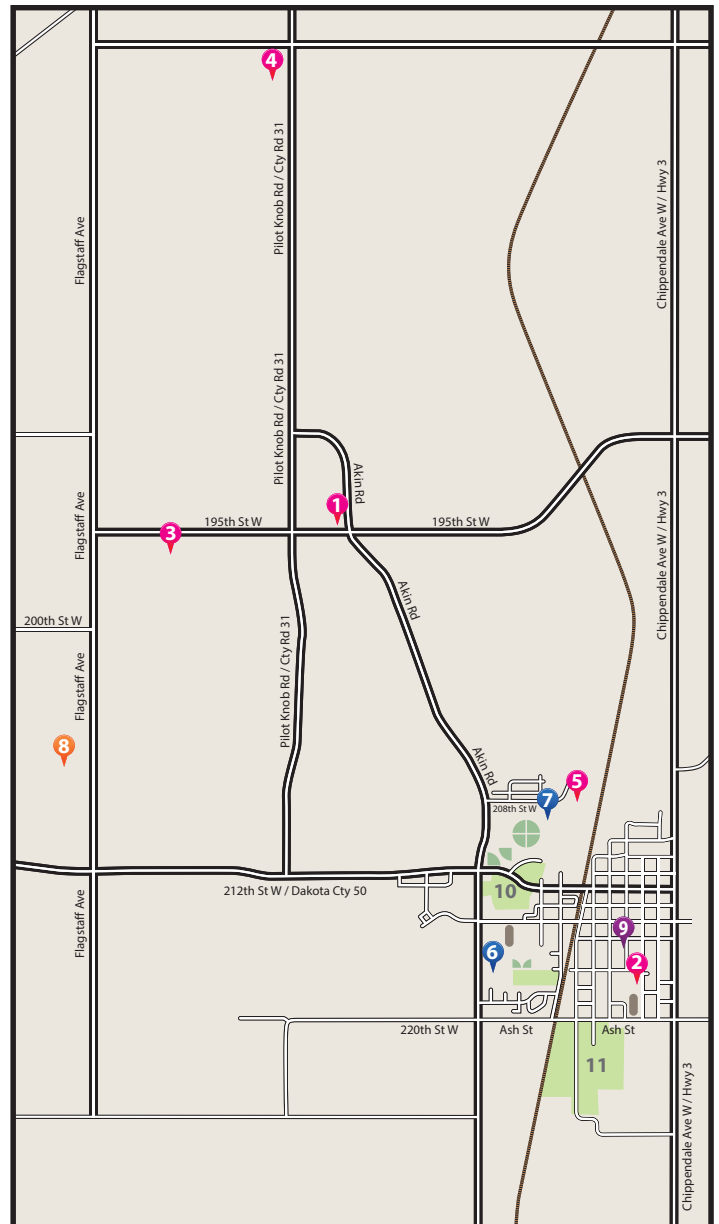 4
Pilot Knob Rd / Cty Rd 31
Flagstaff Ave
Chippendale Ave W / Hwy 3
Pilot Knob Rd / Cty Rd 31
Akin Rd
1
Flagstaff Ave
195th St W
195th St W
3
Chippendale Ave W / Hwy 3
Akin Rd
200th St W
Flagstaff Ave
Pilot Knob Rd / Cty Rd 31
8
Akin Rd
5
7
208th St W
212th St W / Dakota Cty 50
10
Flagstaff Ave
9
6
2
220th St W
Ash St
Ash St
11
Chippendale Ave W / Hwy 3